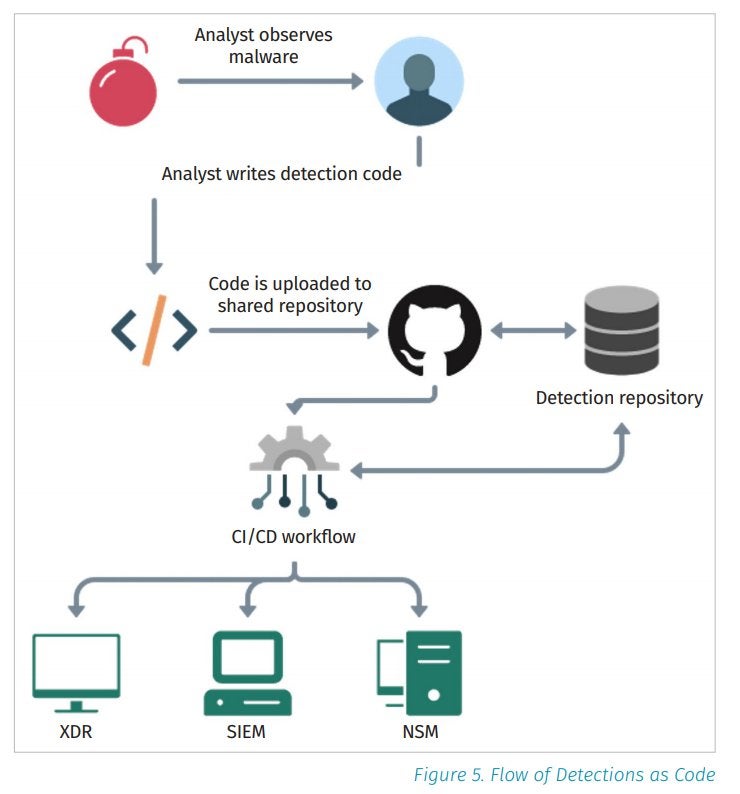 Analyst observes
malware
Analyst writes detection code
Code is uploaded to
shared repository
Detection repository
CI/CD workflow
XDR
SIEM
NSM
Figure 5. Flow of Detections as Code